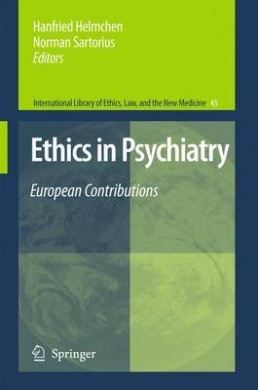 Hanfried Helmchen
Norman Sartorius
Editors
International Library of Ethics, Law, and the New Medicine 45
Ethics in Psychiatry
European Contributions
Springer